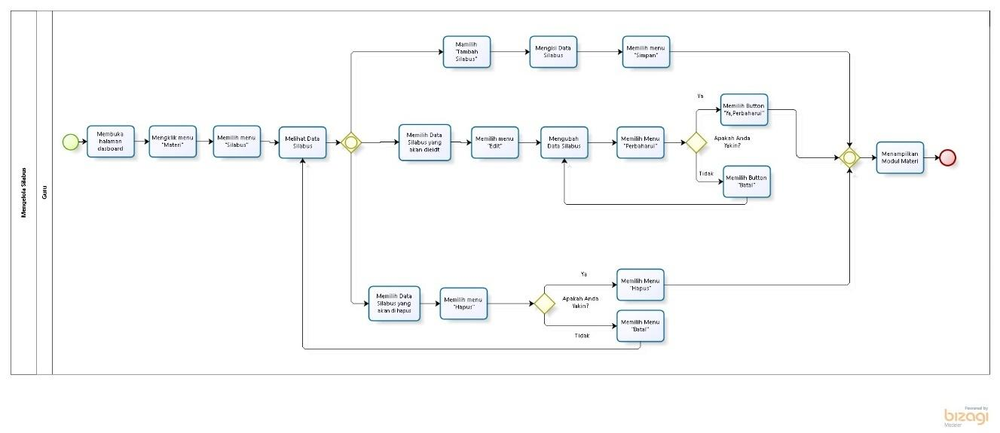 Mengelola Silabus
Guru
Membuka
halaman
dasboard
Mengklik menu
"Materi"
Memilih menu
"Silabus"
Melihat Data
Silabus
Mamilih
"Tambah
Silabus"
Mengisi Data
Silabus
Memilih menu
"Simpan"
Memilih Data
Silabus yang
akan dieidt
Memilih menu
"Edit"
Mengubah
Data Silabus
Memilih Menu
"Perbaharui"
Apakah Anda
Yakin?
Ya
Memilih Button
"Ya,Perbaharui"
Tidak
Memilih Button
"Batal"
Memilih Data
Silabus yang
akan di hapus
Memilih menu
"Hapus"
Apakah Anda
Yakin?
Ya
Memilih Menu
"Hapus"
Tidak
Memilih Menu
"Batal"
Menampilkan
Modul Materi
Powered by
bizagi
Modeler